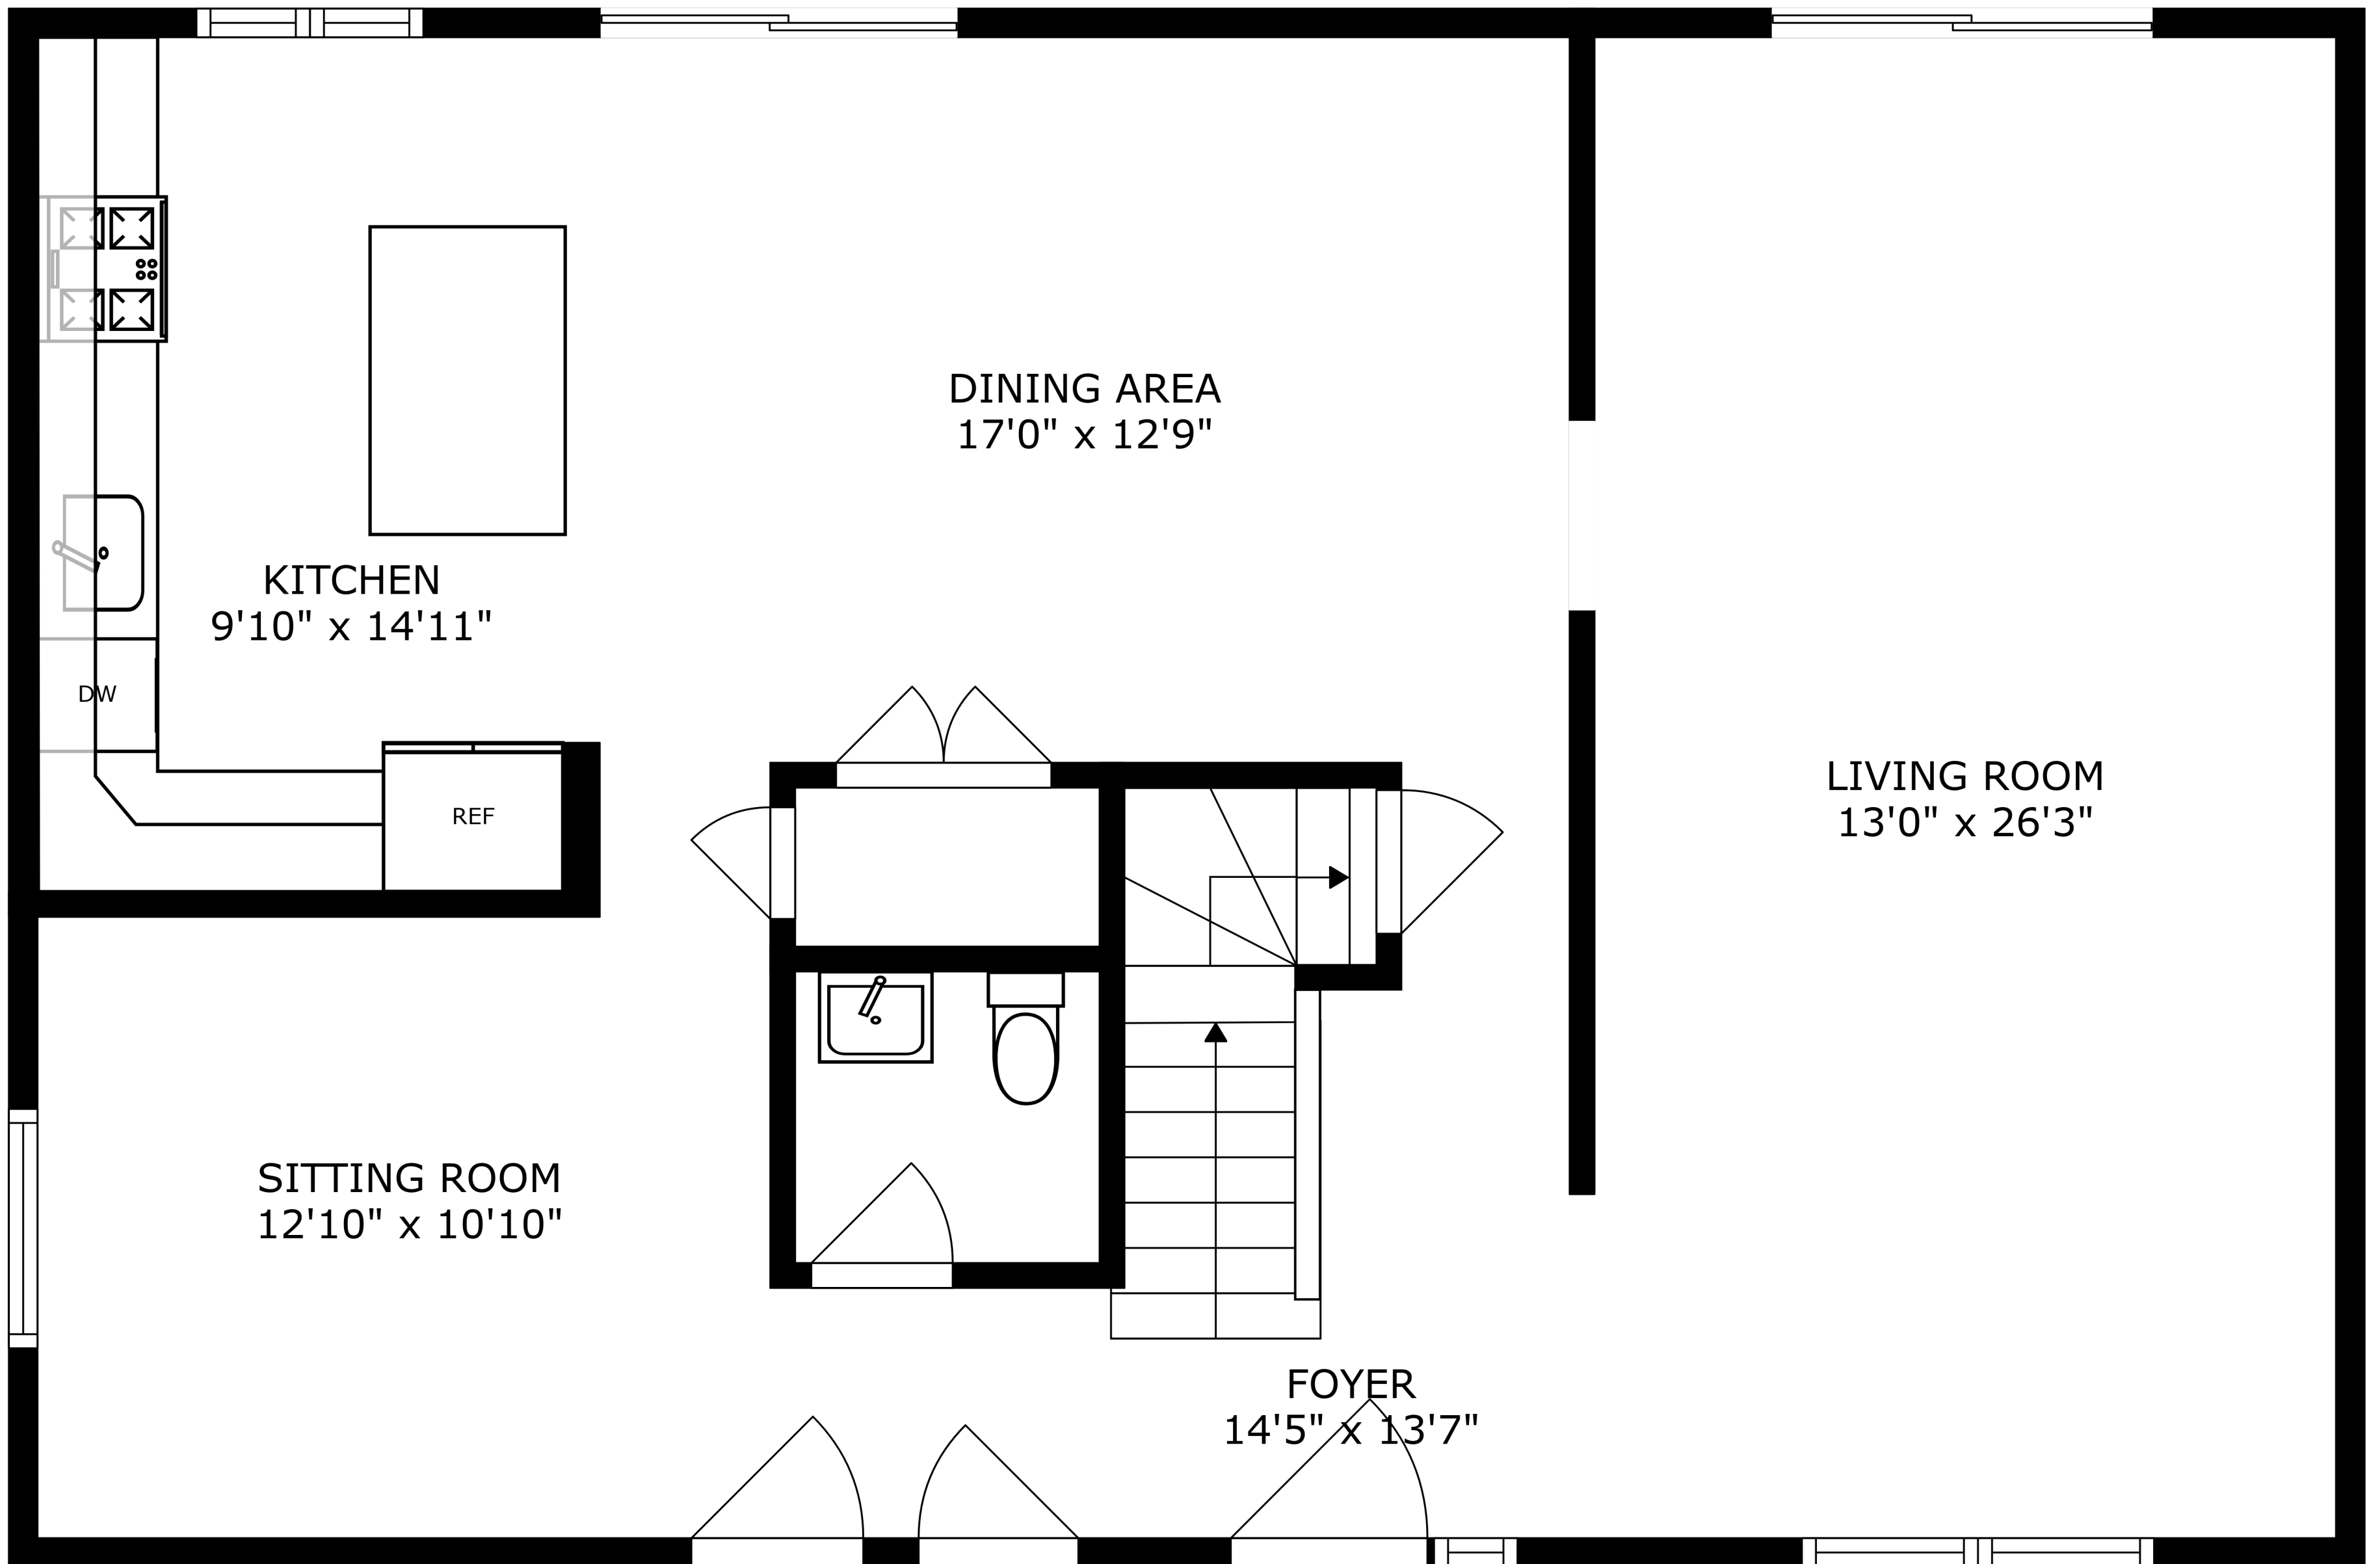 DINING AREA
17'0" x 12'9"
KITCHEN
9'10" x 14'11"
DW
REF
LIVING ROOM
13'0" x 26'3"
SITTING ROOM
12'10" x 10'10"
FOYER
14'5" x 13'7"